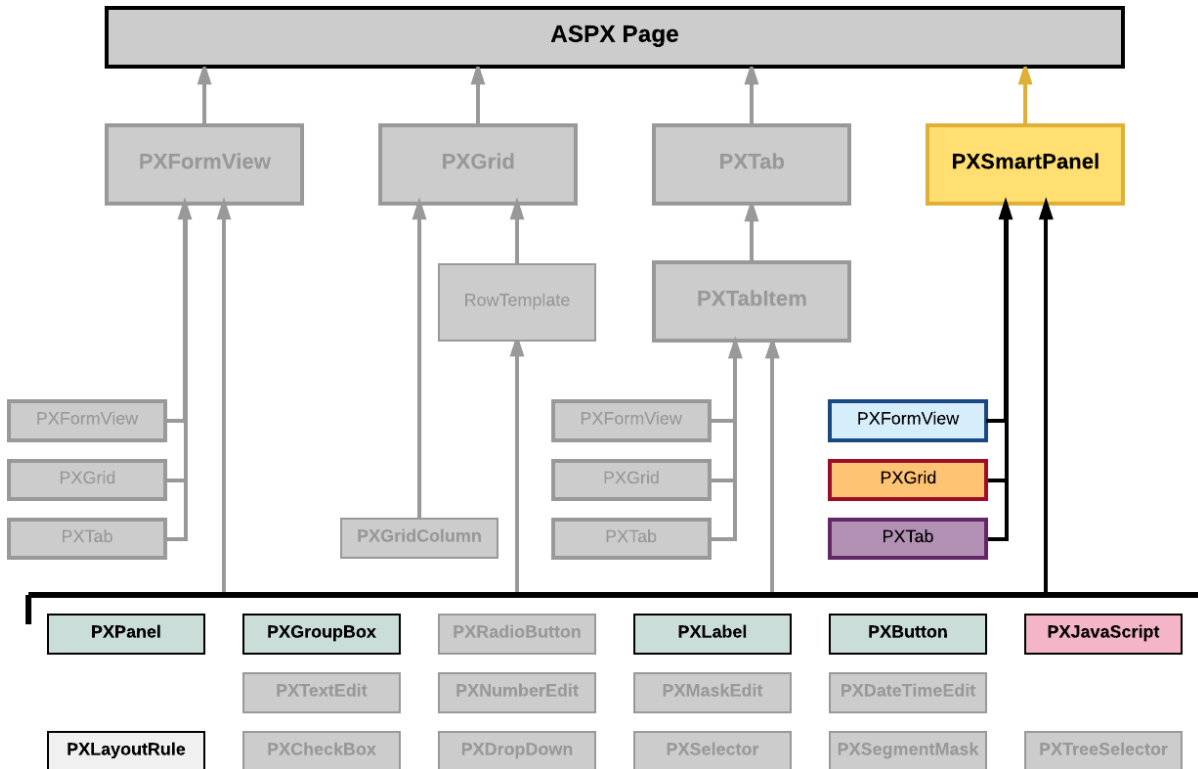 ASPX Page
PXFormView
PXGrid
PXTab
PXSmartPanel
RowTemplate
PXTabItem
PXFormView
PXFormView
PXFormView
PXGrid
PXGrid
PXGrid
PXTab
PXGridColumn
PXTab
PXTab
PXPanel
PXGroupBox
PXRadioButton
PXLabel
PXButton
PXJavaScript
PXTextEdit
PXNumberEdit
PXMaskEdit
PXDateTimeEdit
PXLayoutRule
PXCheckBox
PXDropDown
PXSelector
PXSegmentMask
PXTreeSelector